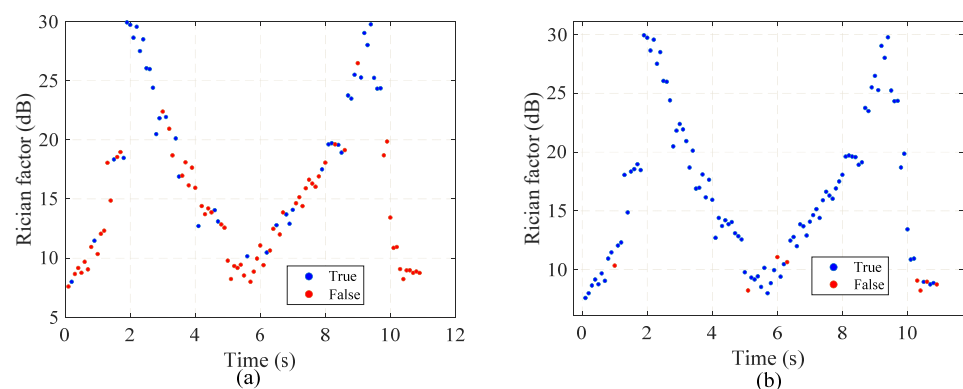 30
25
20
15
10
5
Rician factor (dB)
True
False
0 2 4 6 8 10 12
Time (s)
(a)
30
25
20
15
10
Rician factor (dB)
True
False
0 2 4 6 8 10
Time (s)
(b)